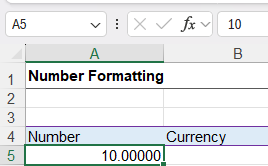 A5 fx 10
A B
1 Number Formatting
2
3
4 Number Currency
5 10.00000